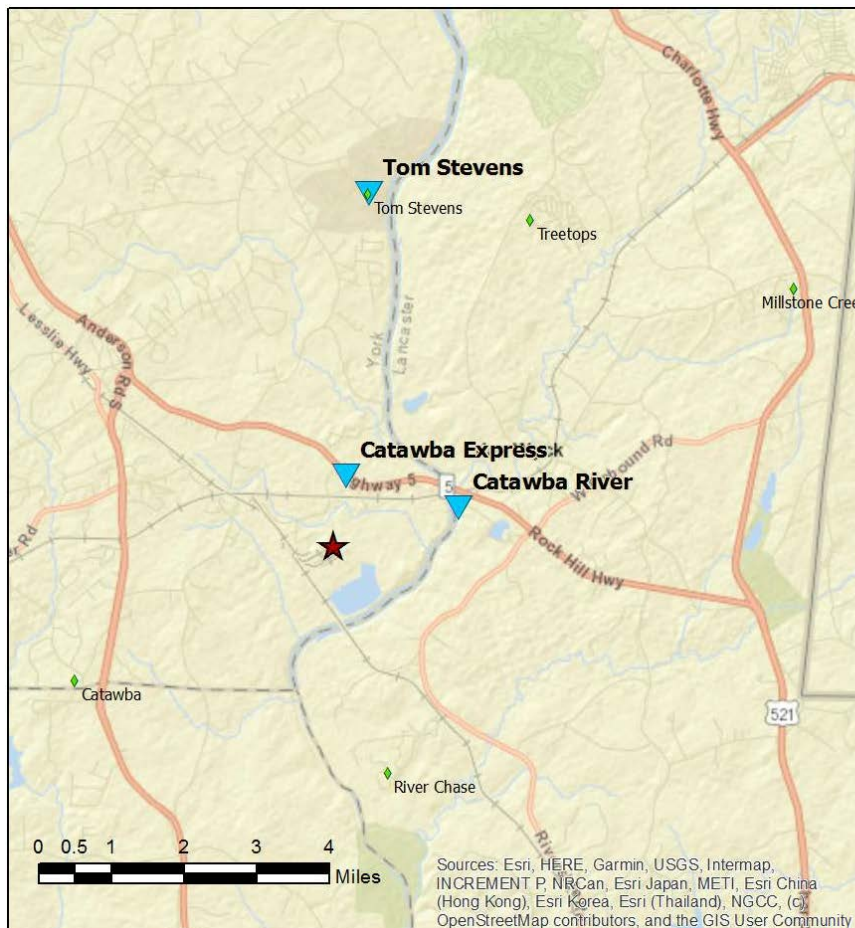 Charlotte Hwy
Tom Stevens
Tom Stevens
Treetops
Millstone Cree
Lesslie Hwy
Anderson Rd S
York
Lancaster
Catawba Express
Highway 5
5
Catawba River
Rd
Rock Hill Hwy
er Rd
Catawba
521
River Chase
0 0.5 1 2 3 4
Miles
Sources: Esri, HERE, Garmin, USGS, Intermap,
INCREMENT P, NRCan, Esri Japan, METI, Esri China
(Hong Kong), Esri Korea, Esri (Thailand), NGCC, (c)
OpenStreetMap contributors, and the GIS User Community